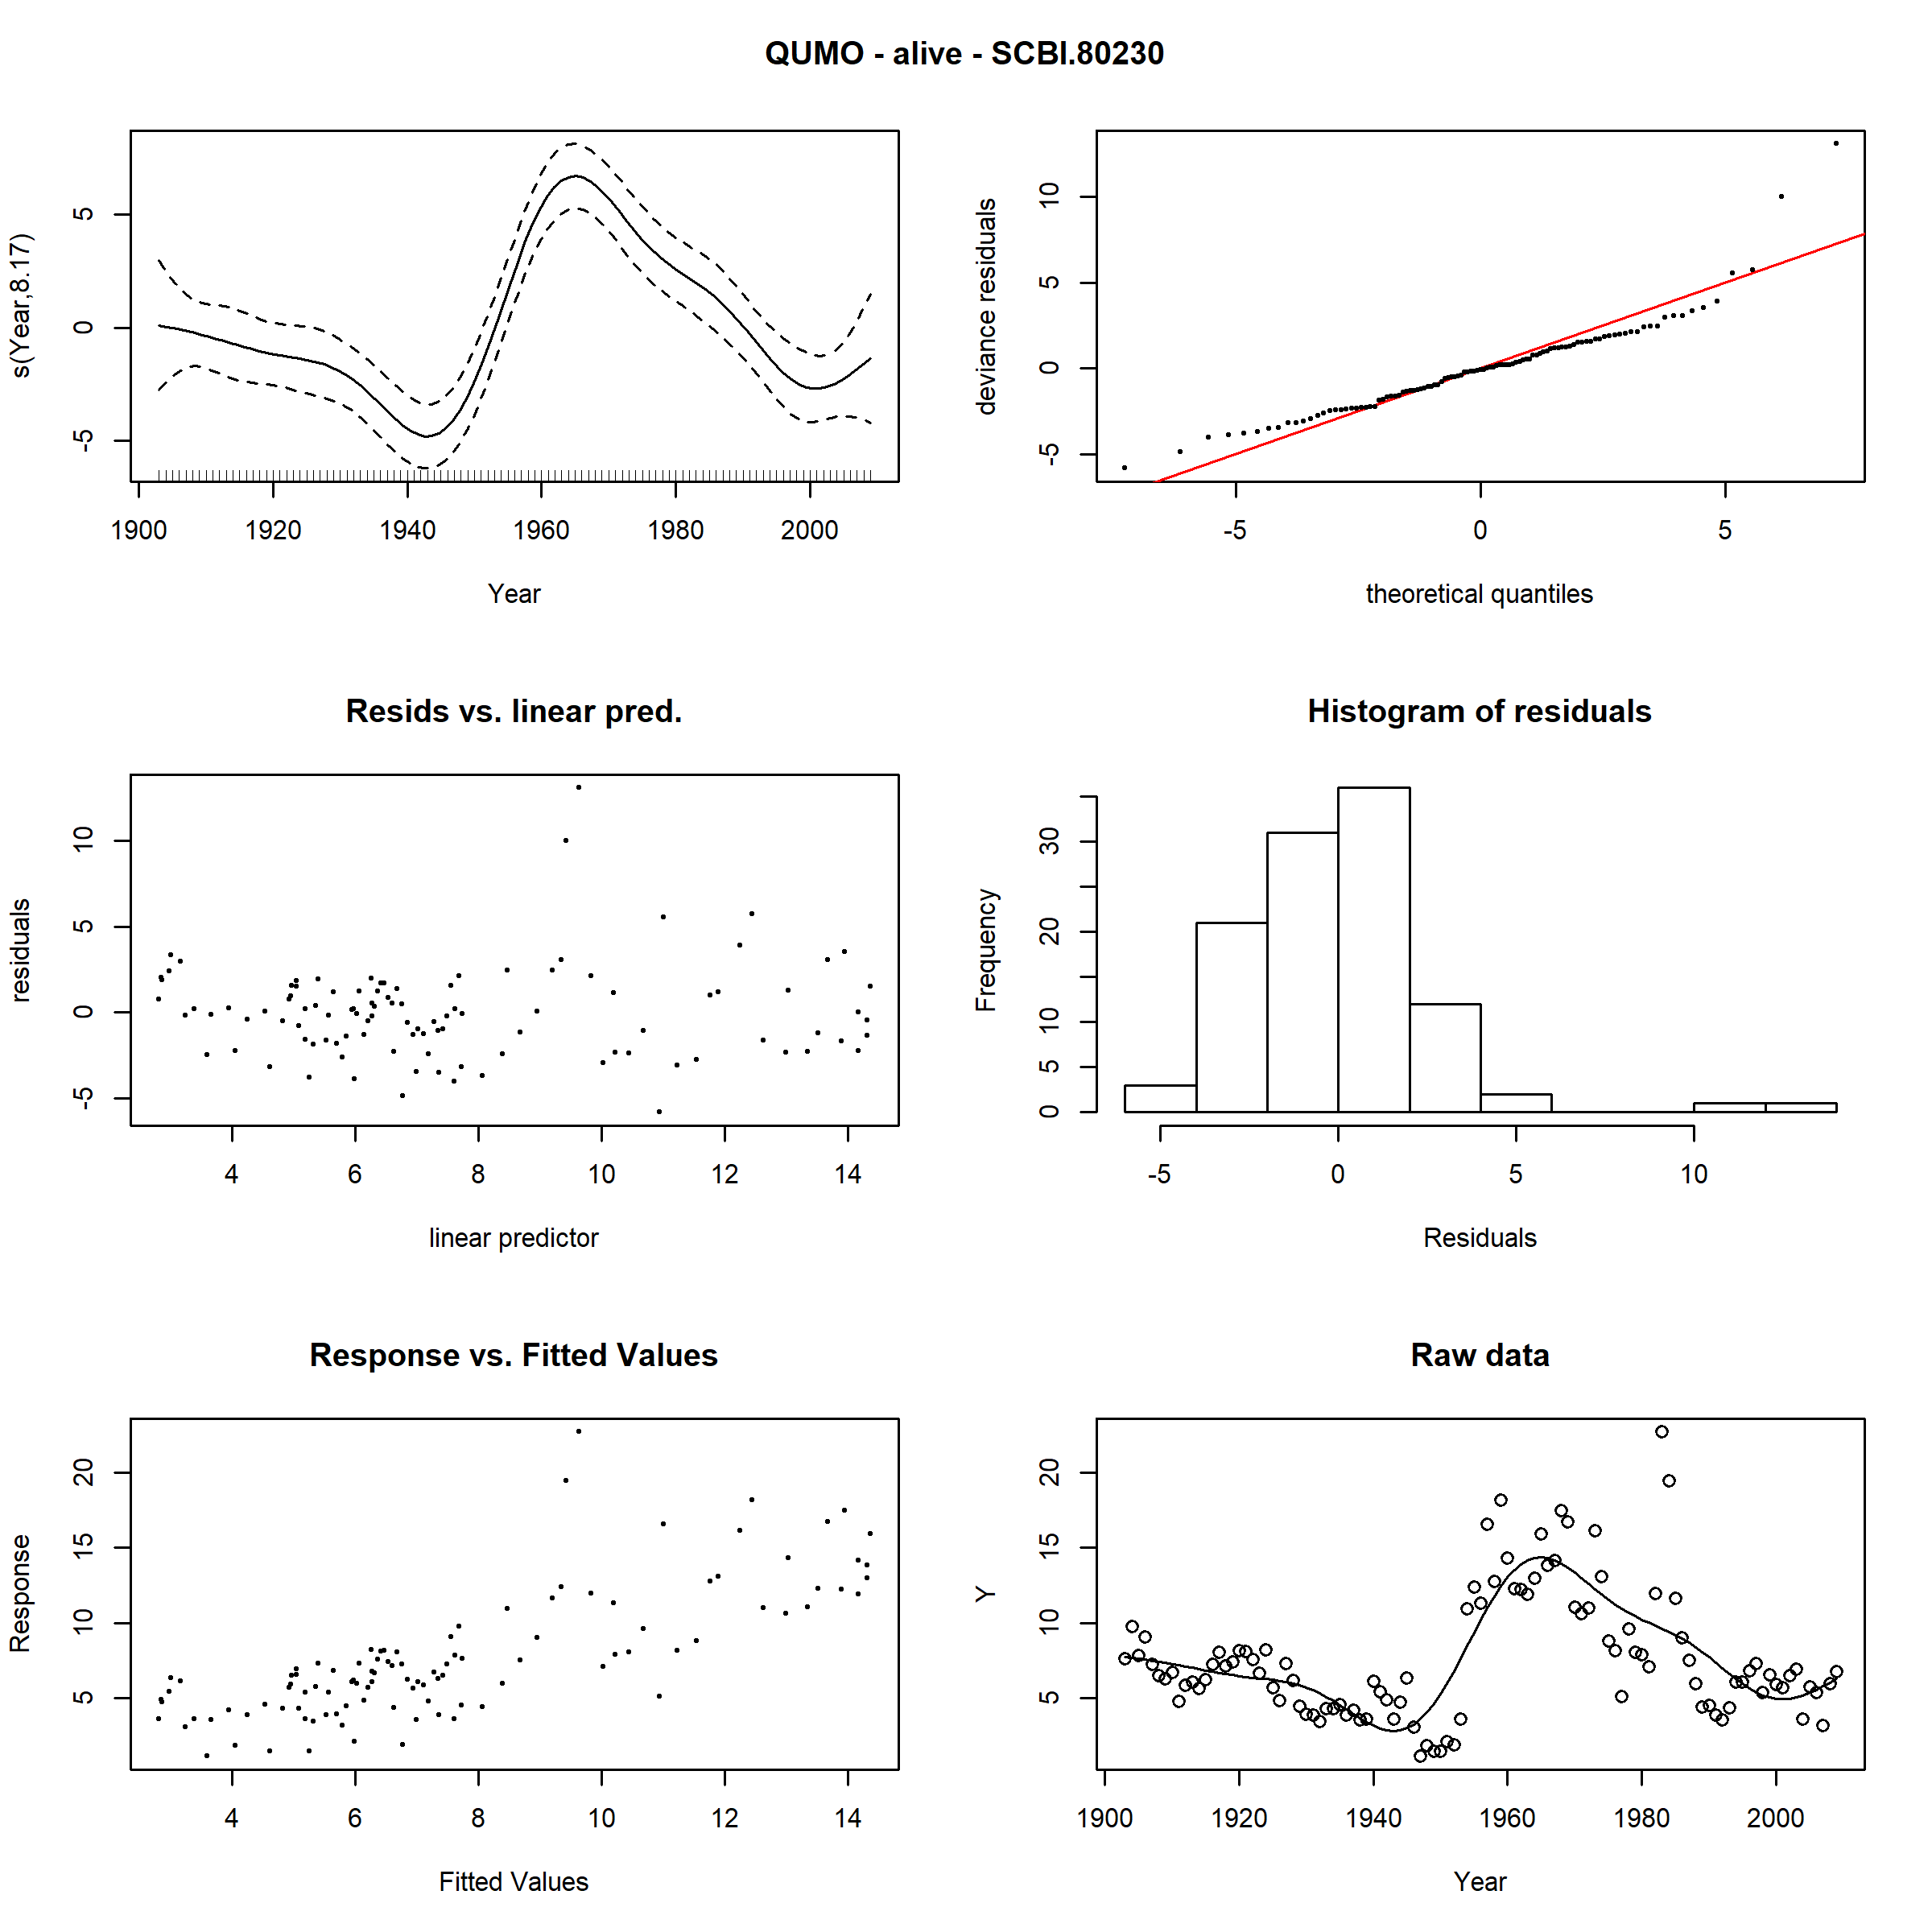 QUMO - alive - SCBI.80230
s(Year,8.17)
5
0
-5
1900 1920 1940 1960 1980 2000
Year
deviance residuals
10
5
0
-5
-5 0 5
theoretical quantiles
Resids vs. linear pred.
residuals
10
5
0
-5
4 6 8 10 12 14
linear predictor
Histogram of residuals
Frequency
30
20
10
5
0
-5 0 5 10
Residuals
Response vs. Fitted Values
Response
20
15
10
5
4 6 8 10 12 14
Fitted Values
Raw data
Y
20
15
10
5
1900 1920 1940 1960 1980 2000
Year